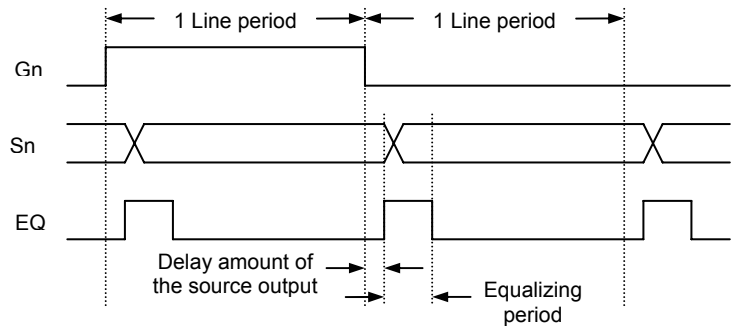 1 Line period
1 Line period
Gn
Sn
EQ
Delay amount of
the source output
Equalizing
period